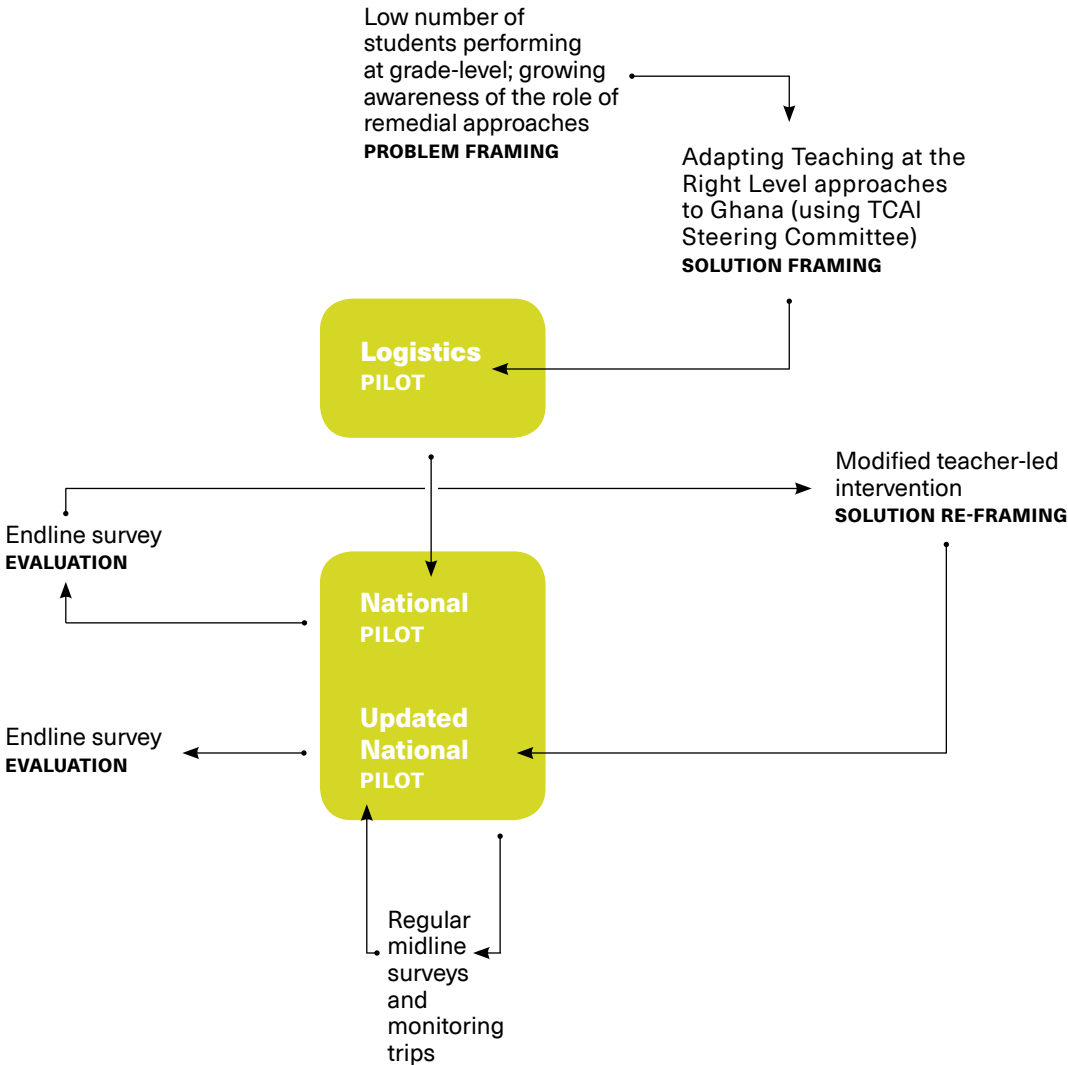 Low number of
students performing
at grade-level; growing
awareness of the role of
remedial approaches
PROBLEM FRAMING
Adapting Teaching at the
Right Level approaches
to Ghana (using TCAI
Steering Committee)
SOLUTION FRAMING
Logistics
PILOT
Modified teacher-led
intervention
SOLUTION RE-FRAMING
Endline survey
EVALUATION
National
PILOT
Updated
National
PILOT
Endline survey
EVALUATION
Regular
midline
surveys
and
monitoring
trips